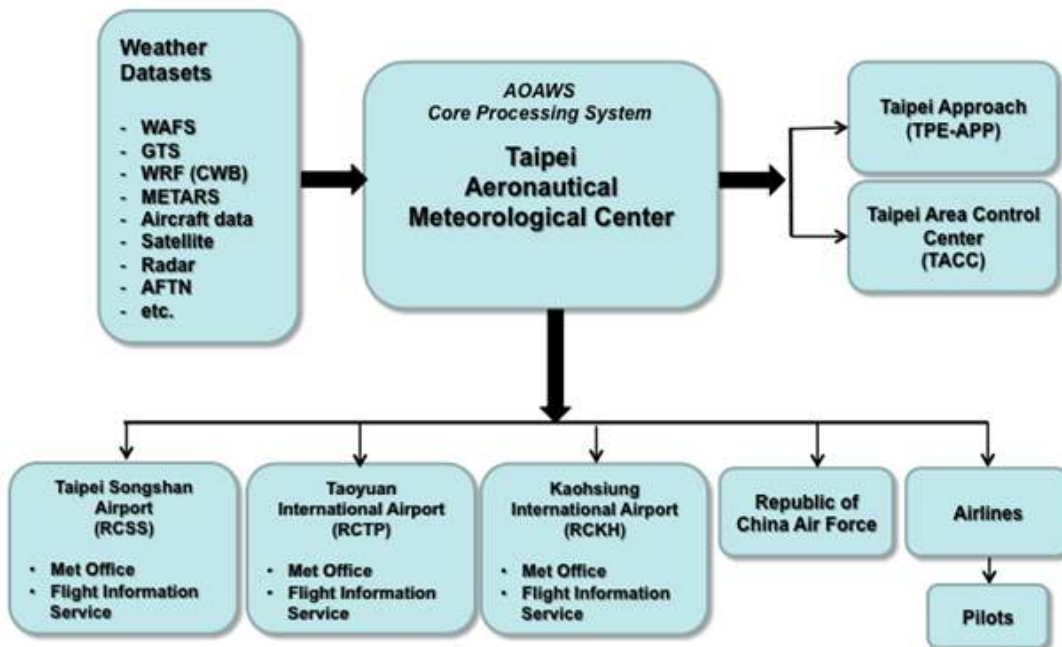 Weather
Datasets
- WAFS
- GTS
- WRF (CWB)
- METARS
- Aircraft data
- Satellite
- Radar
- AFTN
- etc.
AOAWS
Core Processing System
Taipei
Aeronautical
Meteorological Center
Taipei Approach
(TPE-APP)
Taipei Area Control
Center
(TACC)
Taipei Songshan
Airport
(RCSS)
• Met Office
• Flight Information
Service
Taoyuan
International Airport
(RCTP)
• Met Office
• Flight Information
Service
Kaohsiung
International Airport
(RCKH)
• Met Office
• Flight Information
Service
Republic of
China Air Force
Airlines
Pilots